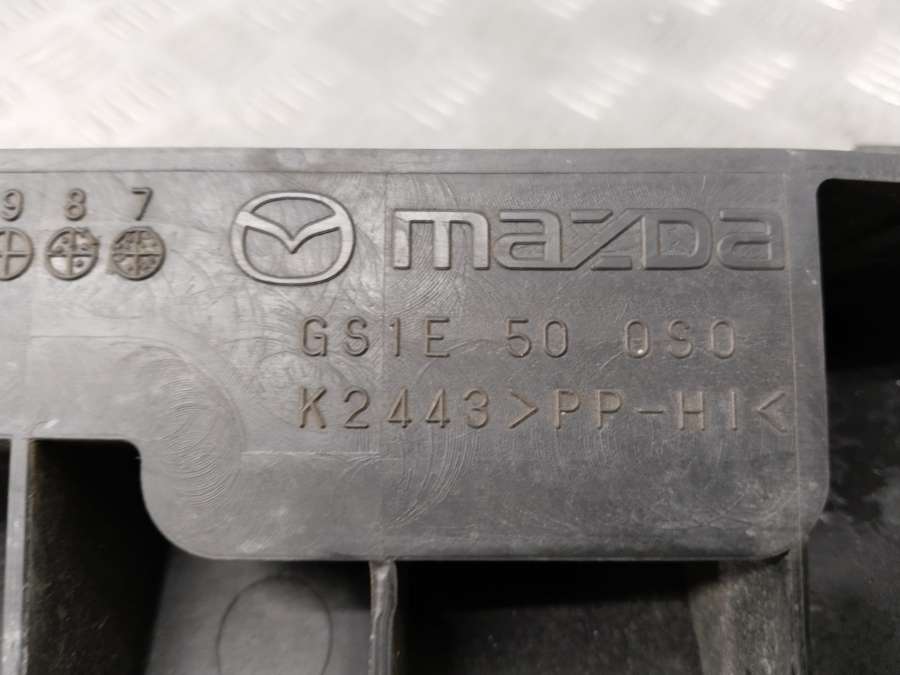 9 8 7
mazda
GS1E 50 0S0
K2443>PP-HI<